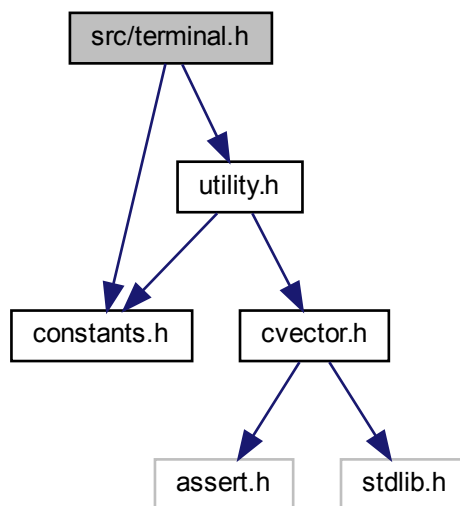 src/terminal.h
utility.h
constants.h
cvector.h
assert.h
stdlib.h